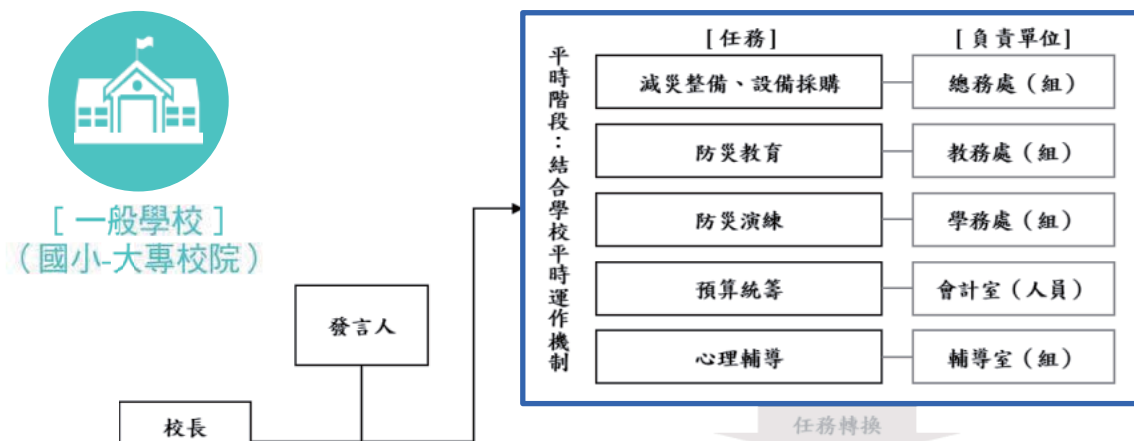 [ 一般學校 ]
(國小-大專校院)
發言人
校長
平時階段：結合學校平時運作機制
[任務] [負責單位]
減災整備、設備採購 總務處（組）
防災教育 教務處（組）
防災演練 學務處（組）
預算統籌 會計室（人員）
心理輔導 輔導室（組）
任務轉換